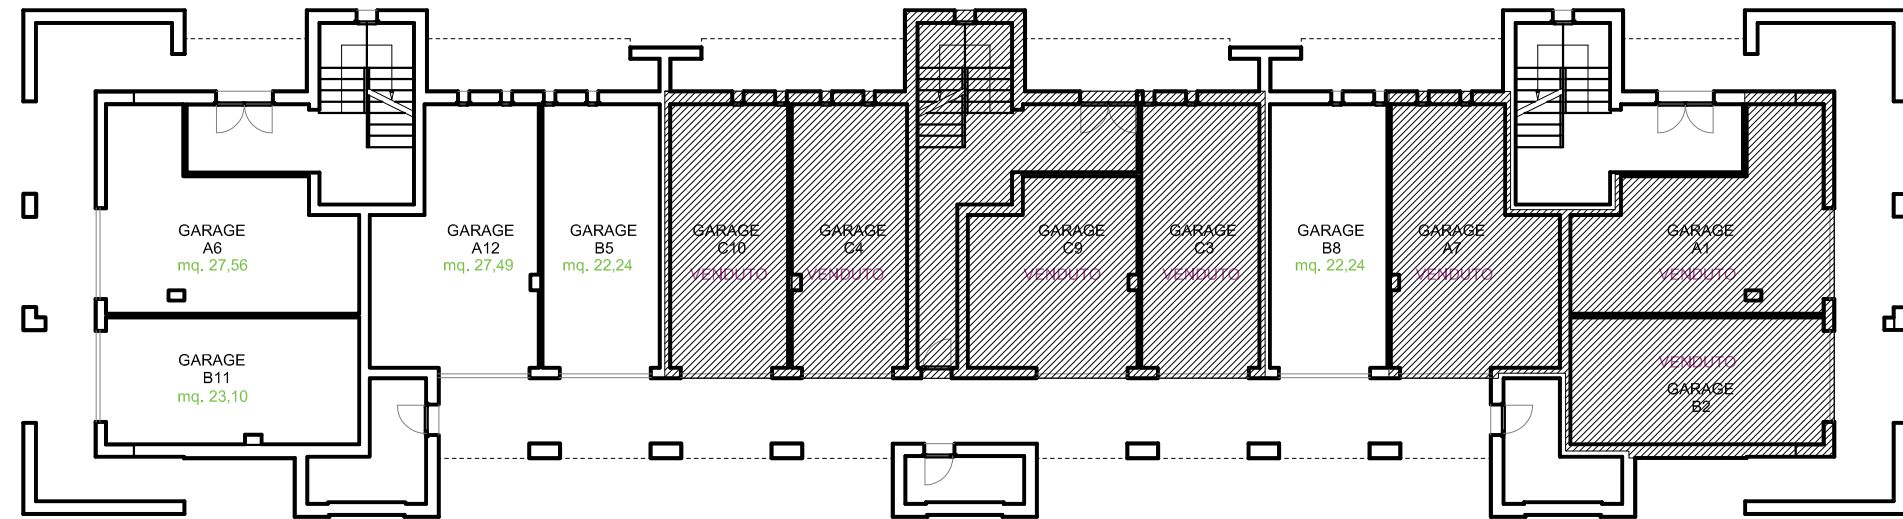 GARAGE
A6
mq. 27,56
GARAGE
B11
mq. 23,10
GARAGE
A12
mq. 27,49
GARAGE
B5
mq. 22,24
GARAGE
C10
VENDUTO
GARAGE
C4
VENDUTO
GARAGE
C9
VENDUTO
GARAGE
C3
VENDUTO
GARAGE
B8
mq. 22,24
GARAGE
A7
VENDUTO
GARAGE
A1
VENDUTO
VENDUTO
GARAGE
B2